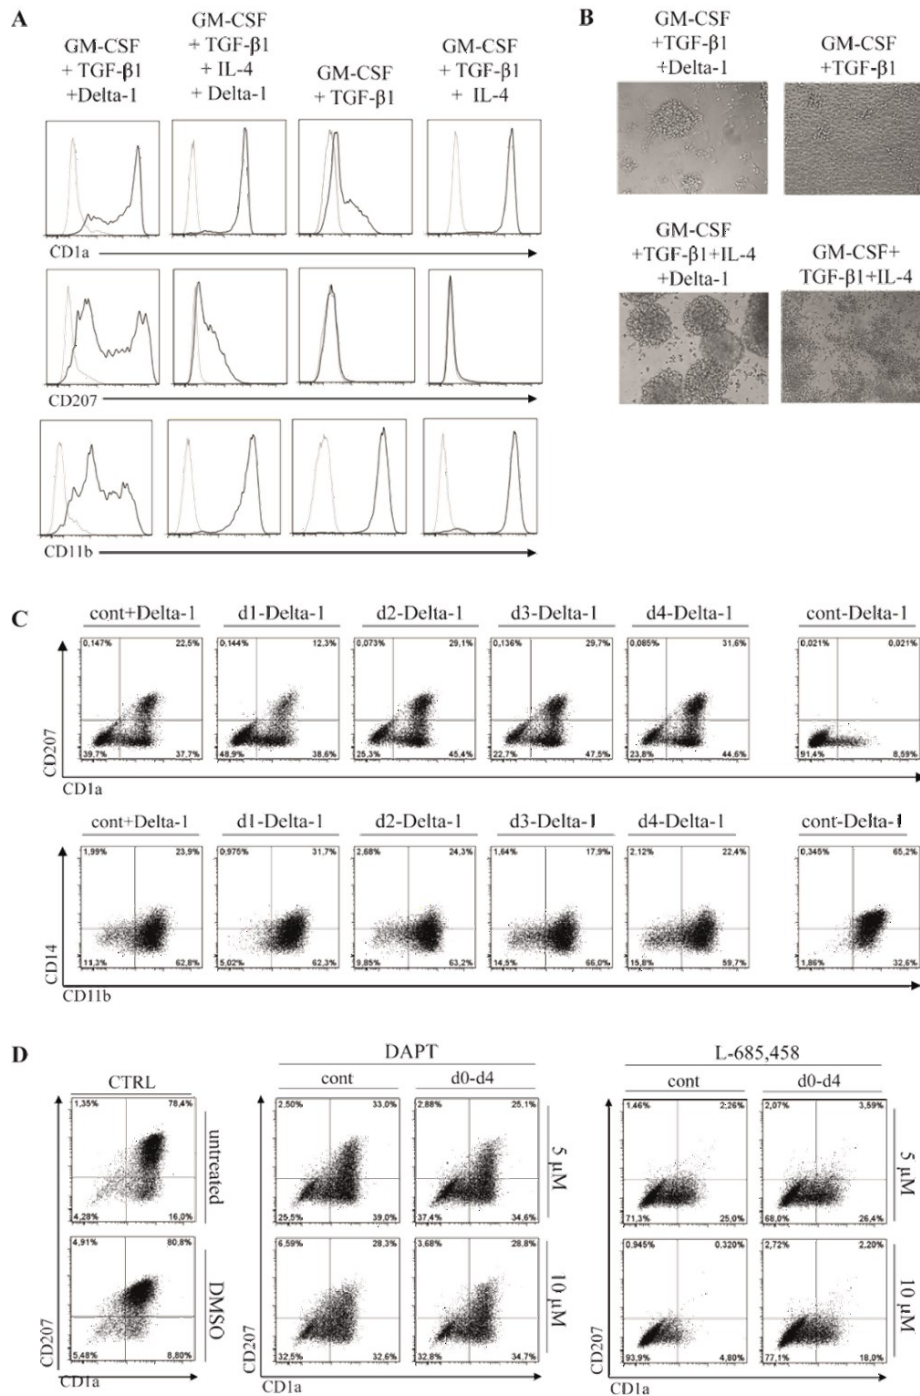 A
GM-CSF
+ TGF-β1
+Delta-1
GM-CSF
+ TGF-β1
+ IL-4
+ Delta-1
GM-CSF
+ TGF-β1
GM-CSF
+ TGF-β1
+ IL-4
CD1a
CD207
CD11b
B
GM-CSF
+TGF-β1
+Delta-1
GM-CSF
+TGF-β1
GM-CSF
+TGF-β1+IL-4
+Delta-1
GM-CSF+
TGF-β1+IL-4
C
cont+Delta-1 d1-Delta-1 d2-Delta-1 d3-Delta-1 d4-Delta-1 cont-Delta-1
0,147% 22,5% 0,144% 12,3% 0,073% 29,1% 0,136% 29,7% 0,085% 31,6% 0,021% 0,021%
39,7% 37,7% 48,9% 38,6% 25,3% 45,4% 22,7% 47,5% 23,8% 44,6% 91,4% 8,59%
CD207
CD1a
cont+Delta-1 d1-Delta-1 d2-Delta-1 d3-Delta-1 d4-Delta-1 cont-Delta-1
1,99% 23,9% 0,975% 31,7% 2,68% 24,3% 1,64% 17,9% 2,12% 22,4% 0,345% 65,2%
11,3% 62,8% 5,02% 62,3% 9,85% 63,2% 14,5% 66,0% 15,8% 59,7% 1,86% 32,6%
CD14
CD11b
D
DAPT
L-685,458
CTRL
cont d0-d4
cont d0-d4
1,35% 78,4% 2,50% 33,0% 2,88% 25,1% 1,46% 2,26% 2,07% 3,59%
untreated
5 μM
5 μM
4,28% 16,0% 25,5% 39,0% 37,4% 34,6% 71,3% 25,0% 68,0% 26,4%
4,91% 80,8% 6,59% 28,3% 3,68% 28,8% 0,945% 0,320% 2,72% 2,20%
DMSO
10 μM
10 μM
5,48% 8,80% 32,5% 32,6% 32,8% 34,7% 93,9% 4,80% 77,1% 18,0%
CD207
CD207
CD207
CD1a
CD1a
CD1a